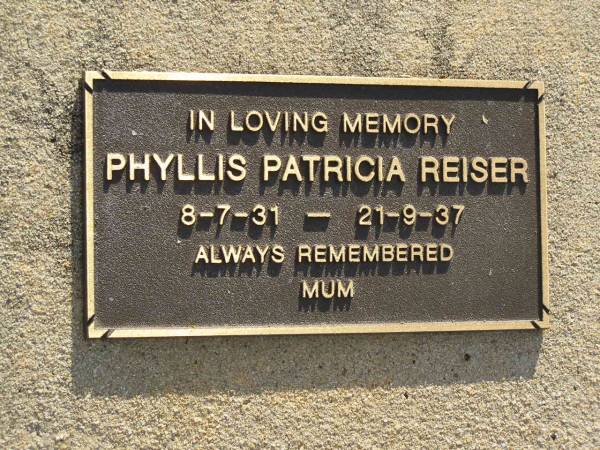 IN LOVING MEMORY
PHYLLIS PATRICIA REISER
8-7-31 — 21-9-37
ALWAYS REMEMBERED
MUM